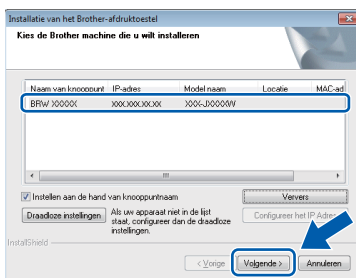 Installatie van het Brother-afdruktoestel
Kies de Brother machine die u wilt installeren
Naam van knooppunt IP-adres Model naam Locatie MAC-ad
BRW XXXXX XXX.XXX.XX.XX XXX-JXXXXW
Instellen aan de hand van knooppuntnaam
Ververs
Draadloze instellingen
Als uw apparaat niet in de lijst
staat, configureer dan de draadloze
instellingen.
Configureer het IP Adres
InstallShield
< Vorige
Volgende >
Annuleren